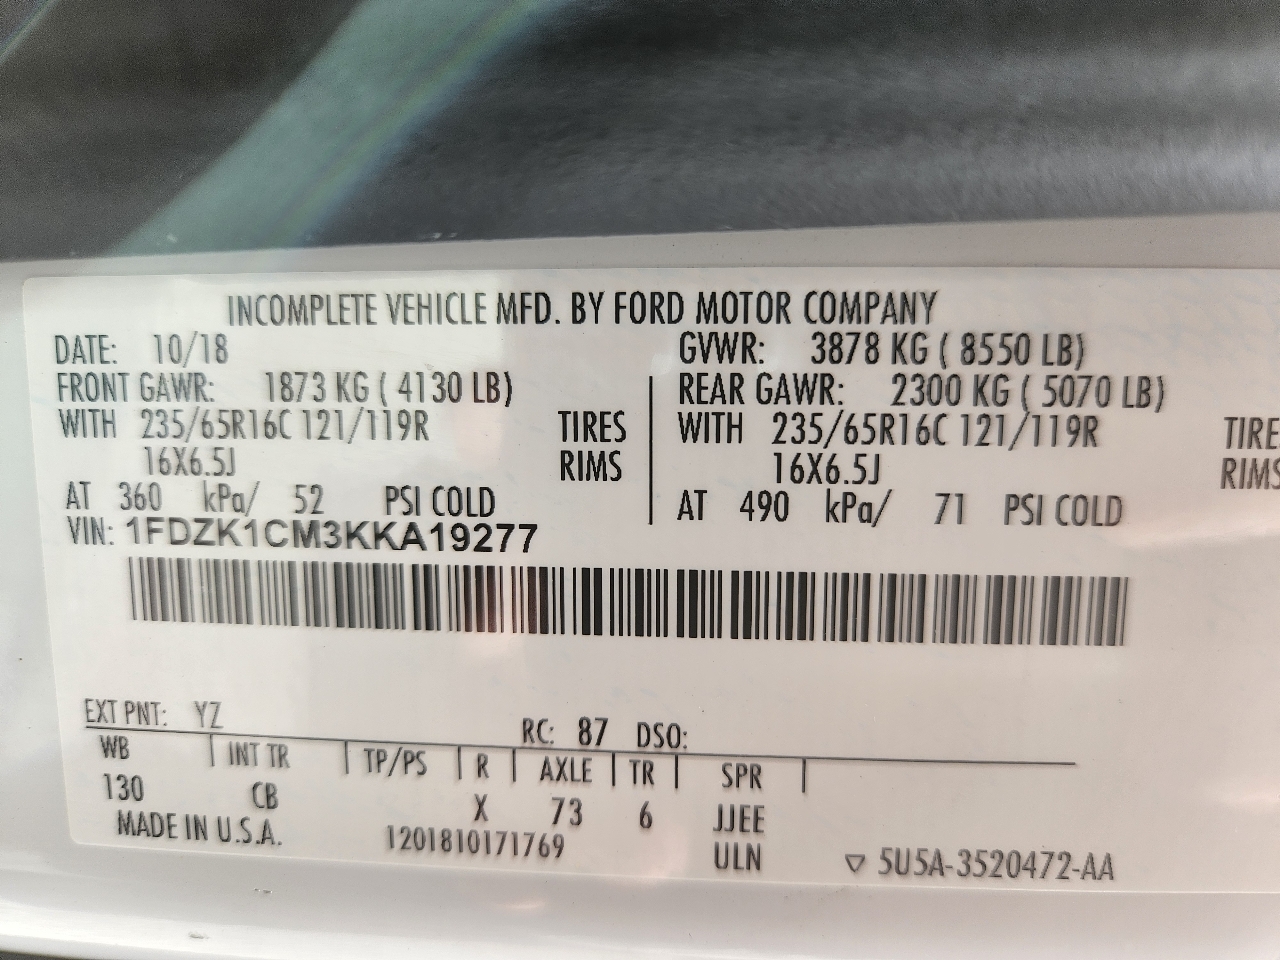 INCOMPLETE VEHICLE MFD. BY FORD MOTOR COMPANY
DATE: 10/18 GVWR: 3878 KG ( 8550 LB)
FRONT GAWR: 1873 KG ( 4130 LB) REAR GAWR: 2300 KG ( 5070 LB)
WITH 235/65R16C 121/119R TIRES WITH 235/65R16C 121/119R TIRE
16X6.5J RIMS 16X6.5J RIMS
AT 360 kPa/ 52 PSI COLD AT 490 kPa/ 71 PSI COLD
VIN: 1FDZK1CM3KKA19277
EXT PNT: YZ RC: 87 DSO:
WB INT TR TP/PS R AXLE TR SPR
130 CB X 73 6 JJEE
MADE IN U.S.A. 1201810171769 ULN ▽ 5U5A-3520472-AA